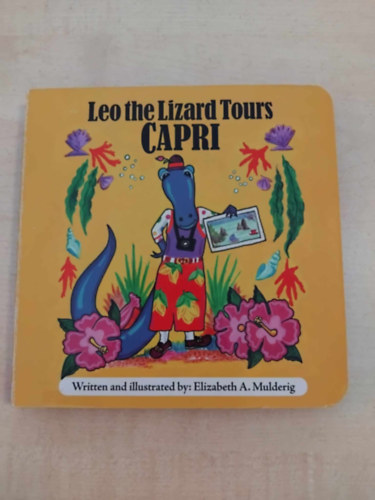 Leo the Lizard Tours
CAPRI
Written and illustrated by: Elizabeth A. Mulderig